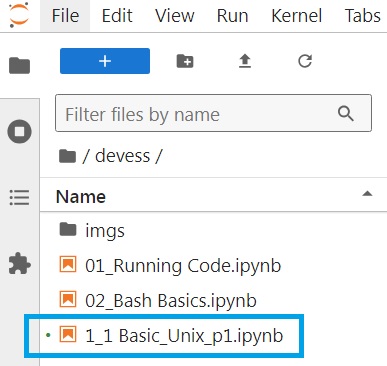 File Edit View Run Kernel Tabs
Filter files by name
/ devess /
Name
imgs
01_Running Code.ipynb
02_Bash Basics.ipynb
1_1 Basic_Unix_p1.ipynb